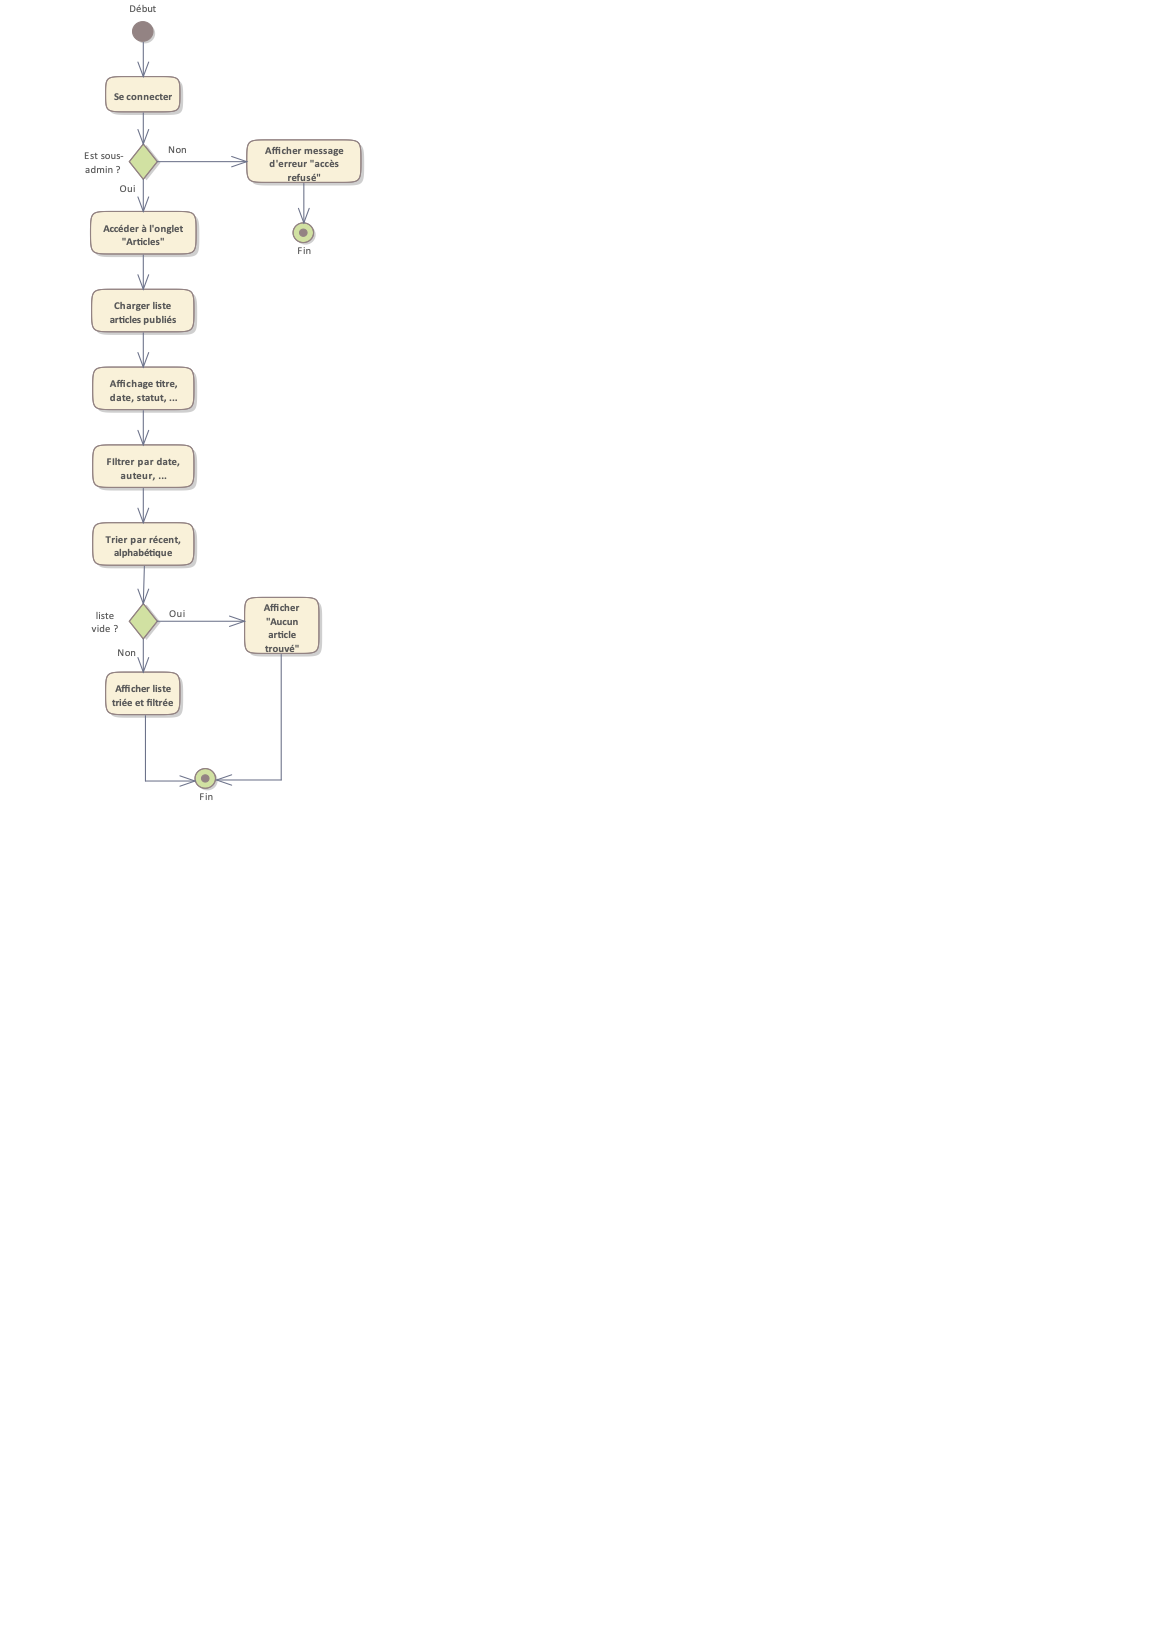 Début
Se connecter
Est sous-
admin ?
Non
Afficher message
d'erreur "accès
refusé"
Oui
Fin
Accéder à l'onglet
"Articles"
Charger liste
articles publiés
Affichage titre,
date, statut, ...
FIltrer par date,
auteur, ...
Trier par récent,
alphabétique
liste
vide ?
Oui
Afficher
"Aucun
article
trouvé"
Non
Afficher liste
triée et filtrée
Fin